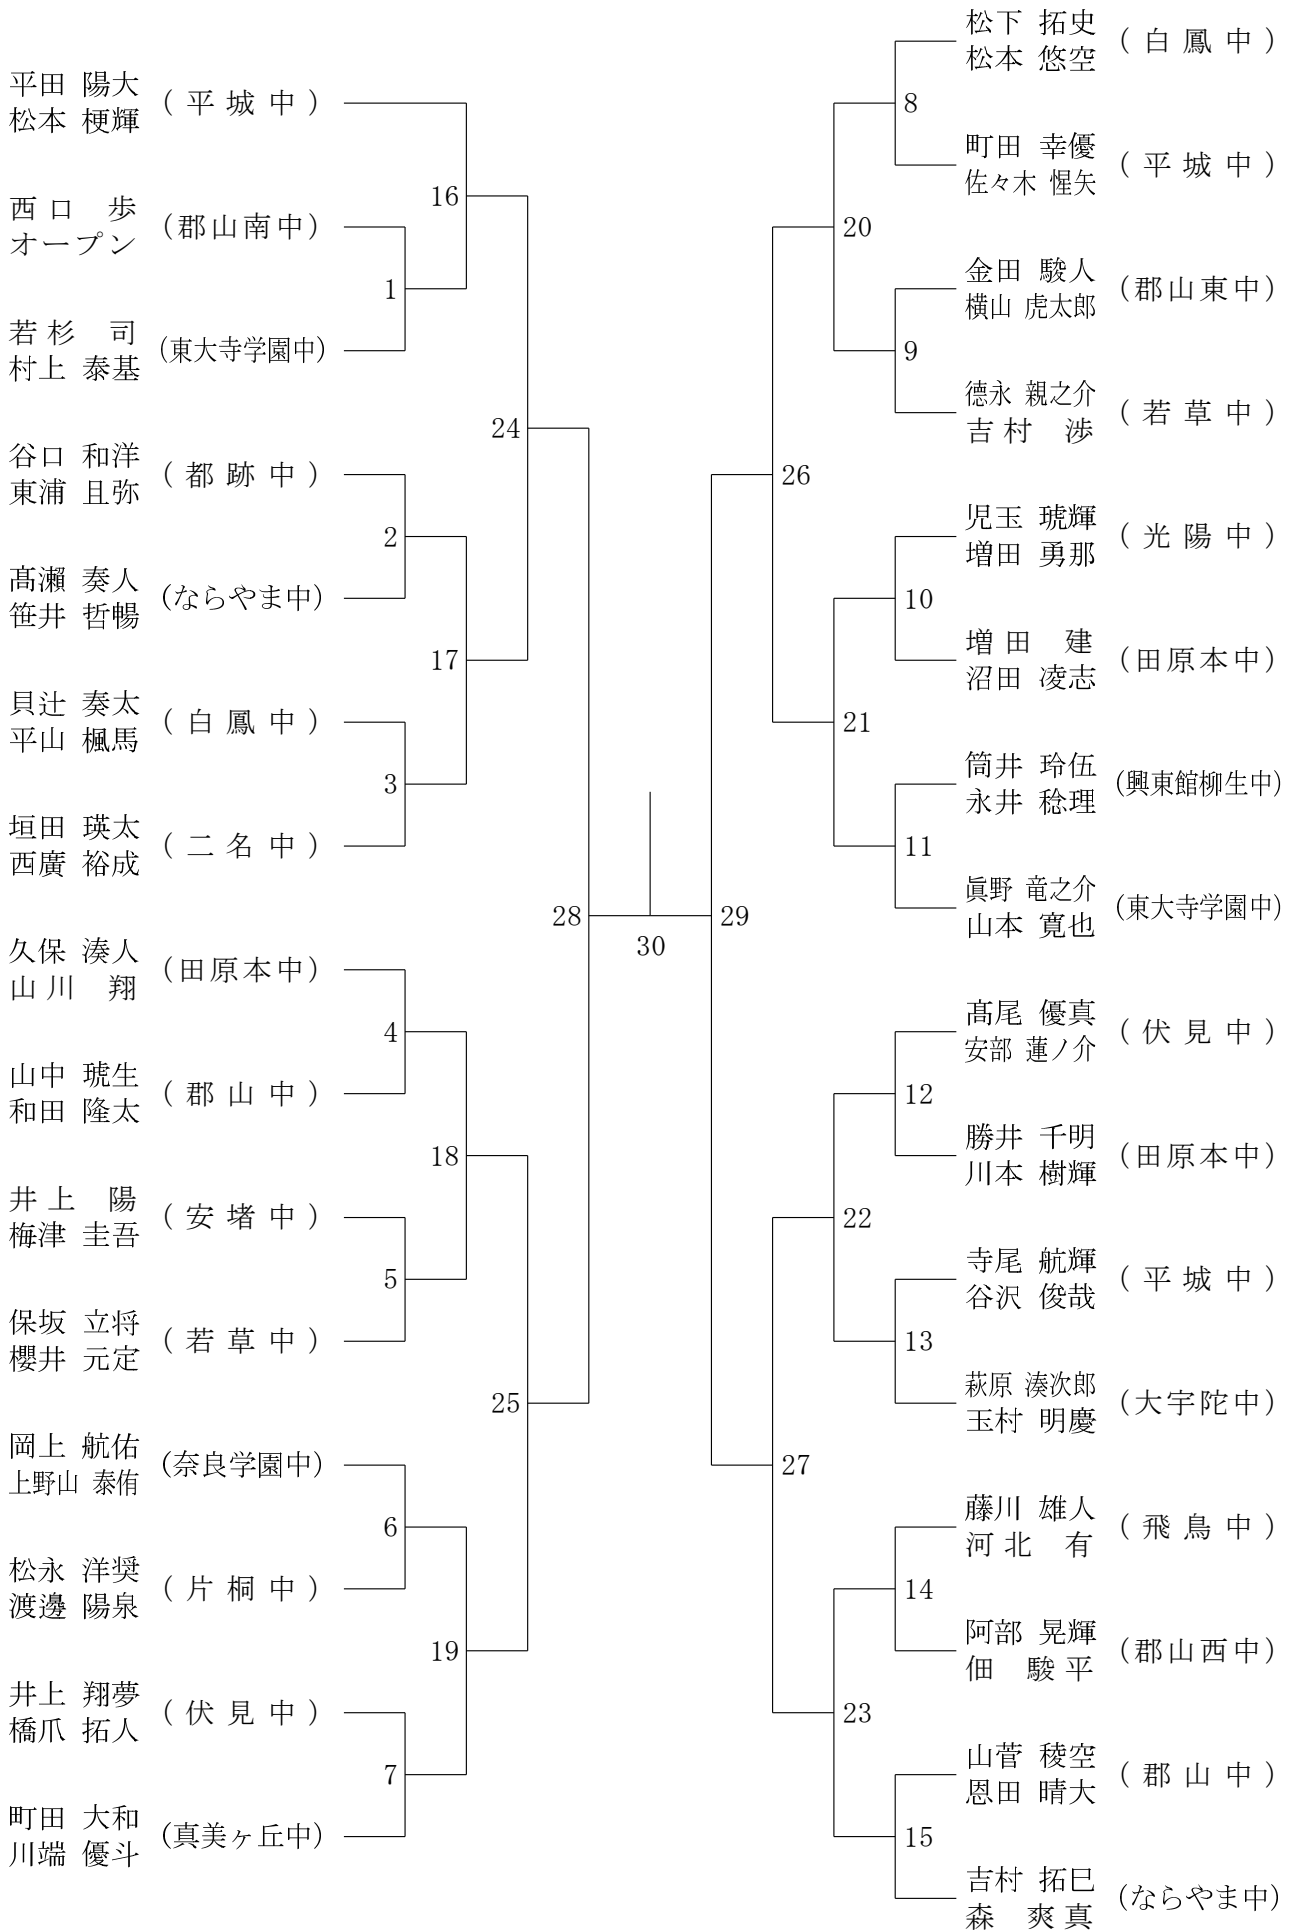 平田 陽大
松本 梗輝
(平城中)
16
西口 歩
オープン
(郡山南中)
1
若杉 司
村上 泰基
(東大寺学園中)
24
谷口 和洋
東浦 且弥
(都跡中)
2
髙瀬 奏人
笹井 哲暢
(ならやま中)
17
貝辻 奏太
平山 楓馬
(白鳳中)
3
垣田 瑛太
西廣 裕成
(二名中)
28
久保 湊人
山川 翔
(田原本中)
4
山中 琥生
和田 隆太
(郡山中)
18
井上 陽
梅津 圭吾
(安堵中)
5
保坂 立将
櫻井 元定
(若草中)
25
岡上 航佑
上野山 泰侑
(奈良学園中)
6
松永 洋奨
渡邊 陽泉
(片桐中)
19
井上 翔夢
橋爪 拓人
(伏見中)
7
町田 大和
川端 優斗
(真美ヶ丘中)
30
松下 拓史
松本 悠空
(白鳳中)
8
町田 幸優
佐々木 惺矢
(平城中)
20
金田 駿人
横山 虎太郎
(郡山東中)
9
德永 親之介
吉村 渉
(若草中)
26
児玉 琥輝
増田 勇那
(光陽中)
10
増田 建
沼田 凌志
(田原本中)
21
筒井 玲伍
永井 稔理
(興東館柳生中)
11
眞野 竜之介
山本 寛也
(東大寺学園中)
29
髙尾 優真
安部 蓮ノ介
(伏見中)
12
勝井 千明
川本 樹輝
(田原本中)
22
寺尾 航輝
谷沢 俊哉
(平城中)
13
萩原 湊次郎
玉村 明慶
(大宇陀中)
27
藤川 雄人
河北 有
(飛鳥中)
14
阿部 晃輝
佃 駿平
(郡山西中)
23
山菅 稜空
恩田 晴大
(郡山中)
15
吉村 拓巳
森 爽真
(ならやま中)